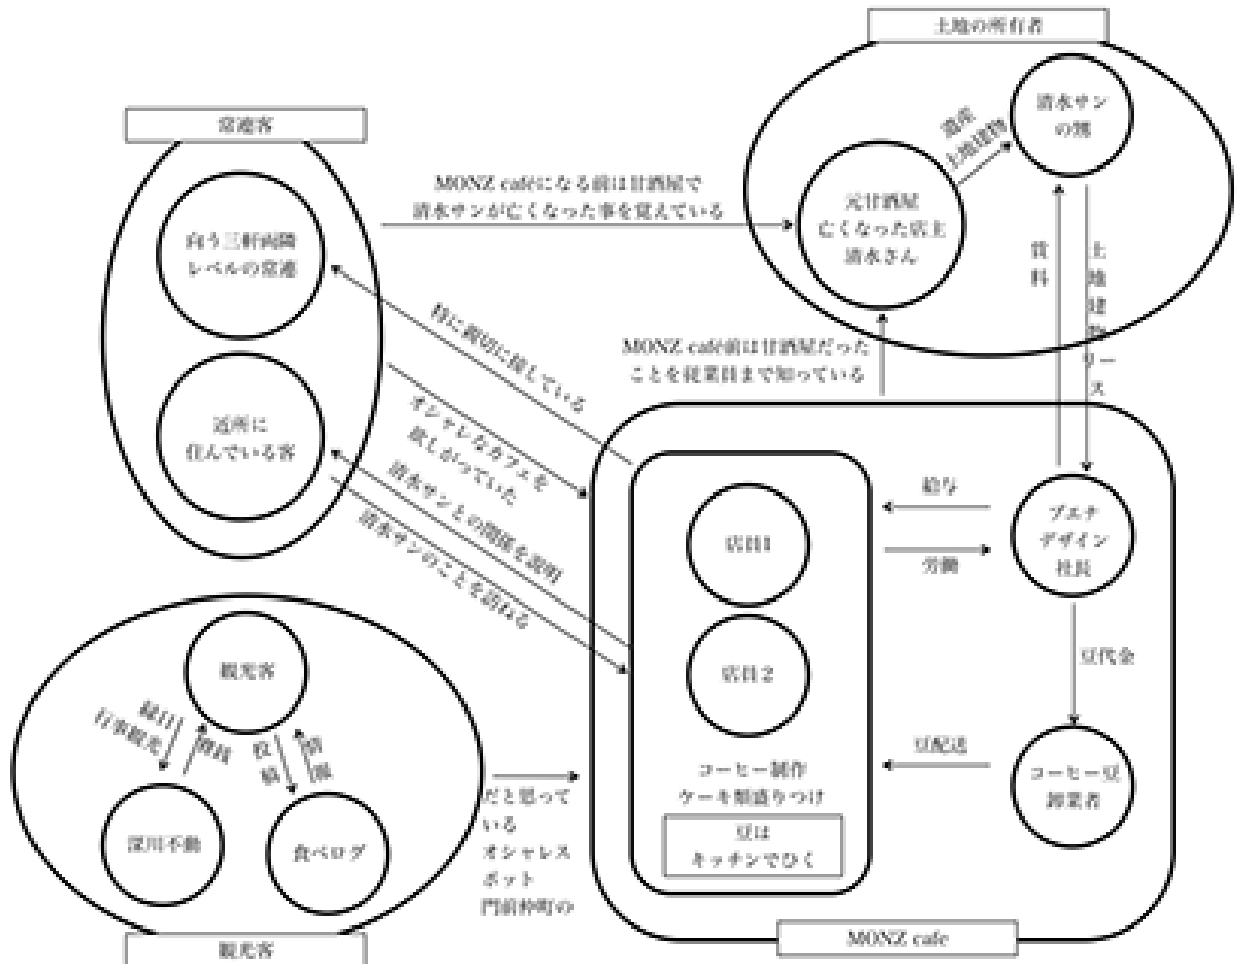 土地の所有者
清水サン
の甥
遺産
土地建物
元甘酒屋
亡くなった店主
清水さん
常連客
向う三軒両隣
レベルの常連
近所に
住んでいる客
MONZ caféになる前は甘酒屋で
清水サンが亡くなった事を覚えている
賃料
土地建物リース
特に親切に接している
MONZ café前は甘酒屋だった
ことを従業員まで知っている
オシャレなカフェを
欲しがっていた
清水サンとの関係を説明
清水サンのことを訪ねる
店員1
店員2
コーヒー制作
ケーキ類盛りつけ
豆は
キッチンでひく
給与
労働
プエナ
デザイン
社長
豆代金
豆配送
コーヒー豆
卸業者
MONZ cafe
観光客
縁日
行事観光
投稿
情報
深川不動
食べログ
観光客
だと思って
いる
オシャレス
ポット
門前仲町の